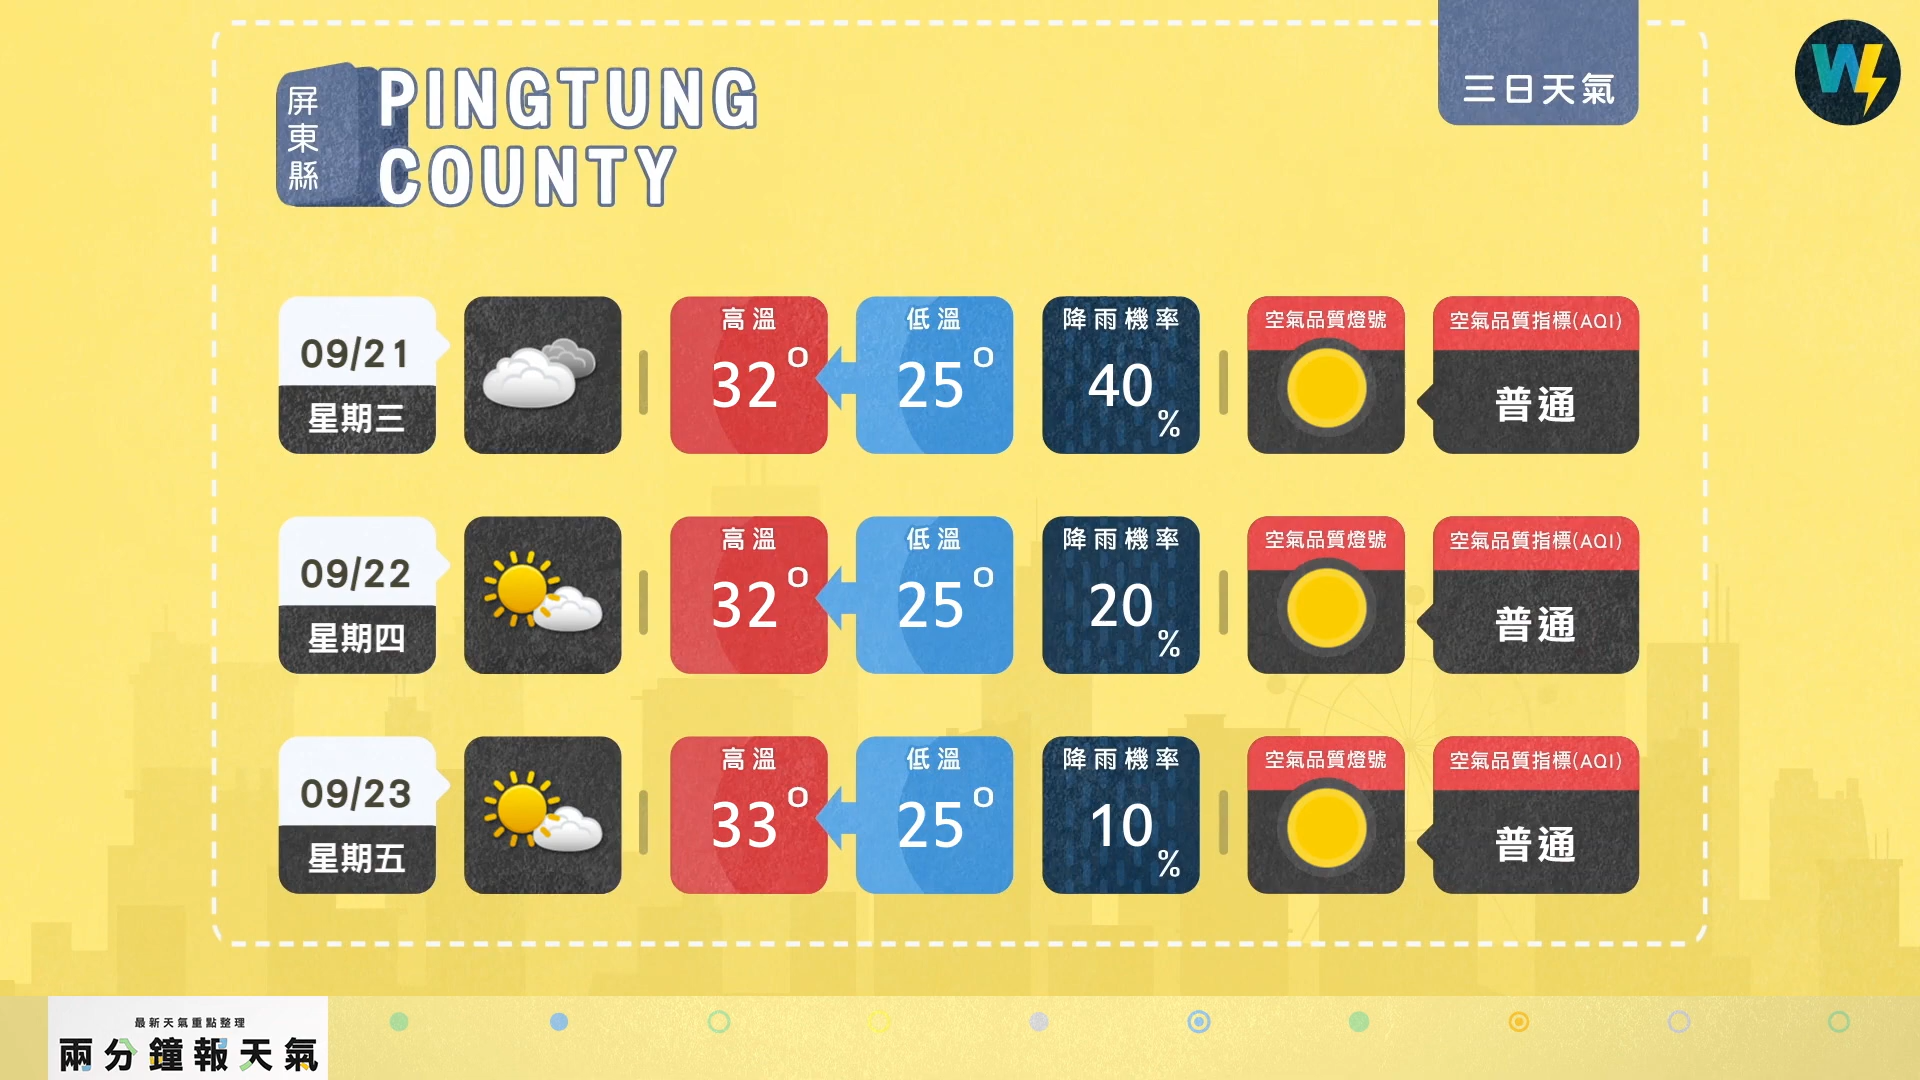 屏東縣
PINGTUNG
COUNTY
三日天氣
W
09/21
星期三
高溫
32°
低溫
25°
降雨機率
40%
空氣品質燈號
空氣品質指標(AQI)
普通
09/22
星期四
高溫
32°
低溫
25°
降雨機率
20%
空氣品質燈號
空氣品質指標(AQI)
普通
09/23
星期五
高溫
33°
低溫
25°
降雨機率
10%
空氣品質燈號
空氣品質指標(AQI)
普通
最新天氣重點整理
兩分鐘報天氣